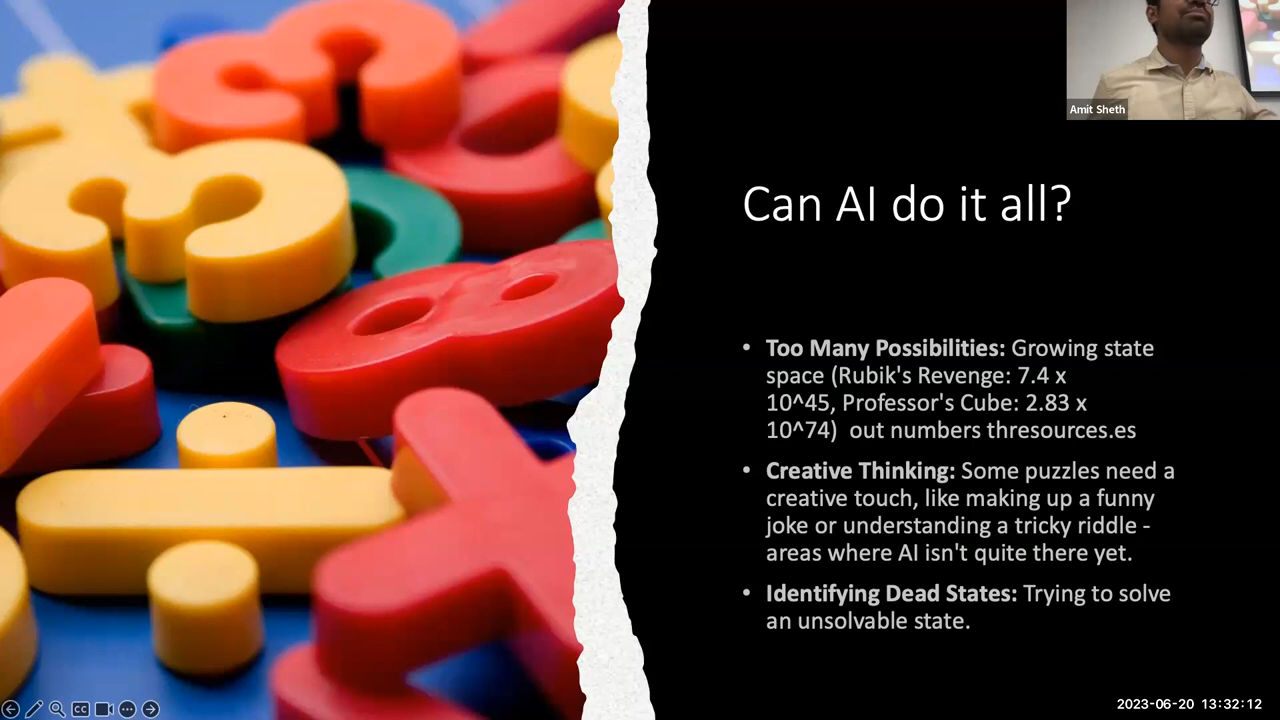 Amit Sheth
Can AI do it all?
• Too Many Possibilities: Growing state
space (Rubik's Revenge: 7.4 x
10^45, Professor's Cube: 2.83 x
10^74)  out numbers thresources.es
• Creative Thinking: Some puzzles need a
creative touch, like making up a funny
joke or understanding a tricky riddle -
areas where AI isn't quite there yet.
• Identifying Dead States: Trying to solve
an unsolvable state.
2023-06-20 13:32:12